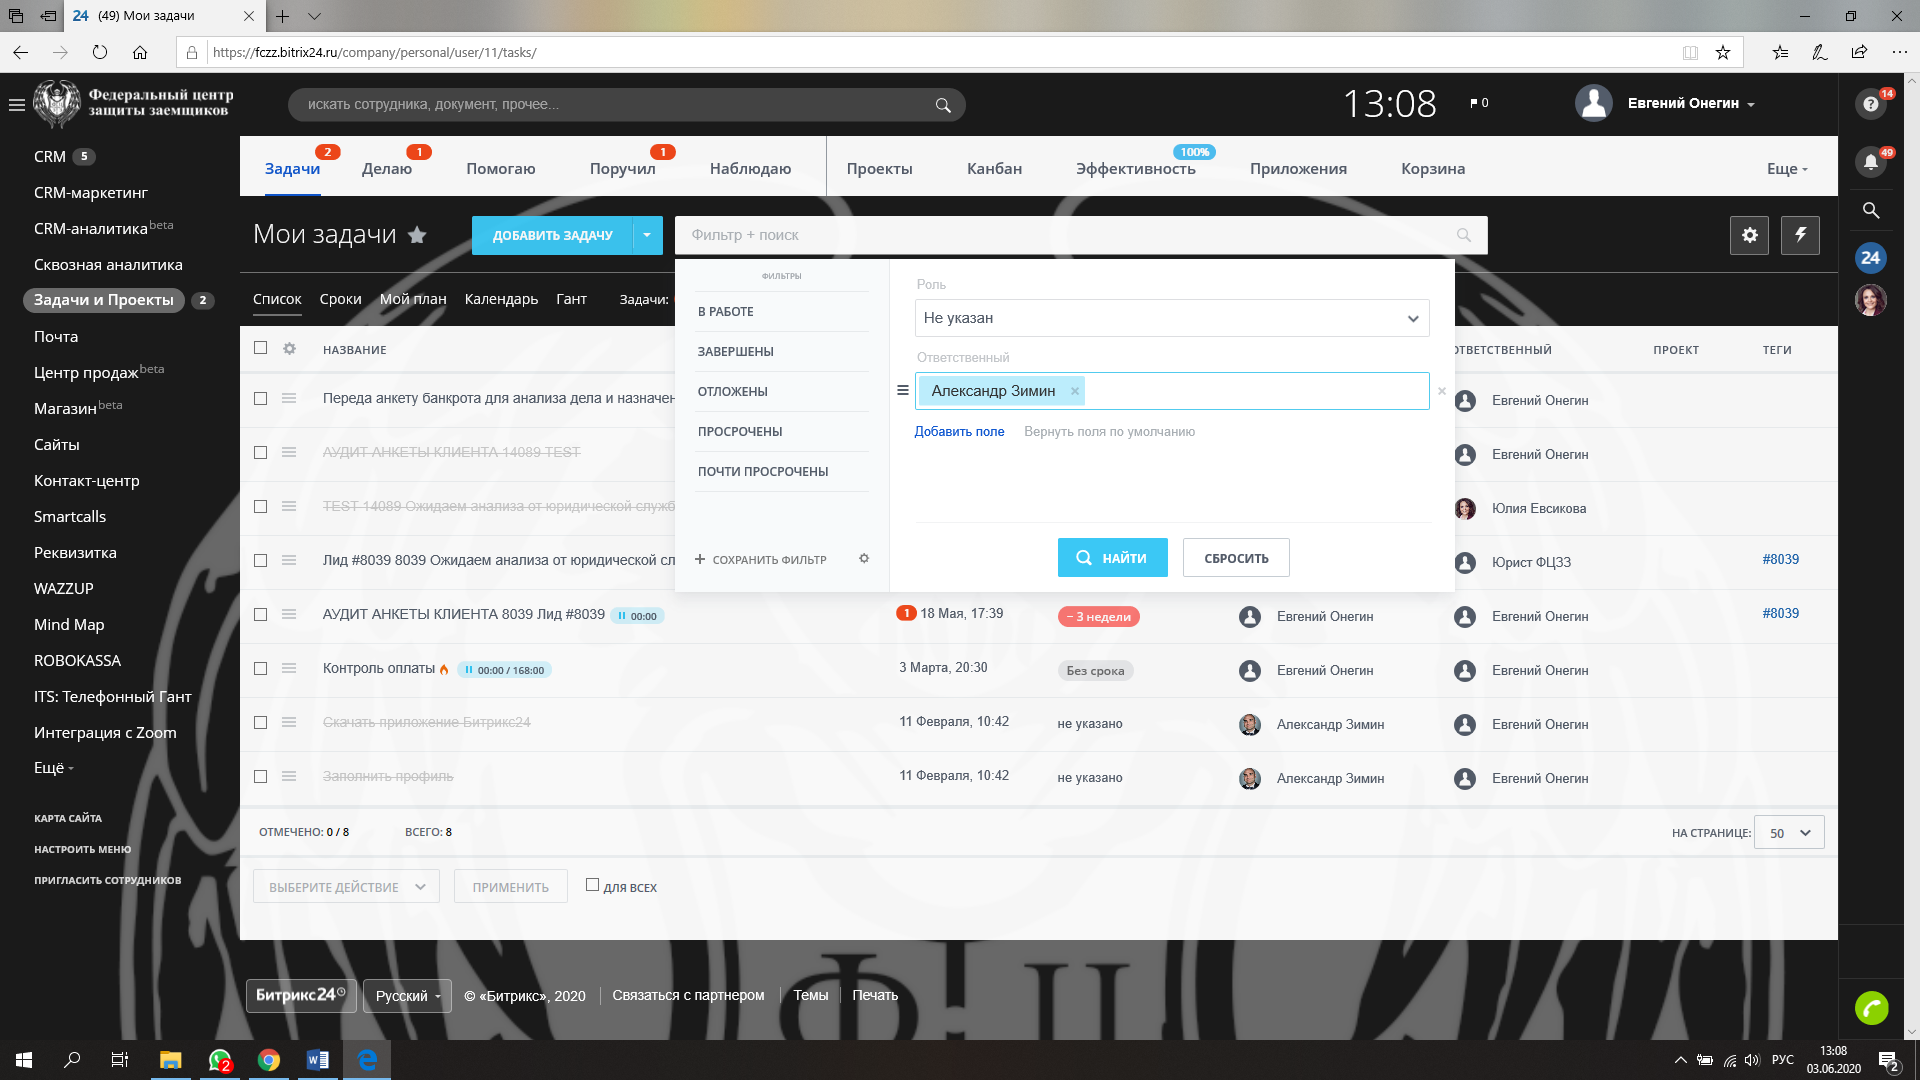 24 (49) Мои задачи
https://fczz.bitrix24.ru/company/personal/user/11/tasks/
Федеральный центр
защиты заемщиков
искать сотрудника, документ, прочее...
13:08
0
Евгений Онегин
14
CRM 5
CRM-маркетинг
CRM-аналитика beta
Сквозная аналитика
Задачи и Проекты 2
Почта
Центр продаж beta
Магазин beta
Сайты
Контакт-центр
Smartcalls
Реквизитка
WAZZUP
Mind Map
ROBOKASSA
ITS: Телефонный Гант
Интеграция с Zoom
Ещё
КАРТА САЙТА
НАСТРОИТЬ МЕНЮ
ПРИГЛАСИТЬ СОТРУДНИКОВ
Задачи 2
Делаю 1
Помогаю
Поручил 1
Наблюдаю
Проекты
Канбан
Эффективность 100%
Приложения
Корзина
Еще
49
24
Мои задачи
ДОБАВИТЬ ЗАДАЧУ
Фильтр + поиск
Список Сроки Мой план Календарь Гант Задачи:
ФИЛЬТРЫ
В РАБОТЕ
ЗАВЕРШЕНЫ
ОТЛОЖЕНЫ
ПРОСРОЧЕНЫ
ПОЧТИ ПРОСРОЧЕНЫ
СОХРАНИТЬ ФИЛЬТР
Роль
Не указан
Ответственный
Александр Зимин
Добавить поле Вернуть поля по умолчанию
НАЙТИ СБРОСИТЬ
НАЗВАНИЕ ОТВЕТСТВЕННЫЙ ПРОЕКТ ТЕГИ
Переда анкету банкрота для анализа дела и назначен Евгений Онегин
АУДИТ АНКЕТЫ КЛИЕНТА 14089 TEST Евгений Онегин
TEST 14089 Ожидаем анализа от юридической служб Юлия Евсикова
Лид #8039 8039 Ожидаем анализа от юридической сл Юрист ФЦЗЗ #8039
АУДИТ АНКЕТЫ КЛИЕНТА 8039 Лид #8039 00:00 1 18 Мая, 17:39 − 3 недели Евгений Онегин Евгений Онегин #8039
Контроль оплаты 00:00 / 168:00 3 Марта, 20:30 Без срока Евгений Онегин Евгений Онегин
Скачать приложение Битрикс24 11 Февраля, 10:42 не указано Александр Зимин Евгений Онегин
Заполнить профиль 11 Февраля, 10:42 не указано Александр Зимин Евгений Онегин
ОТМЕЧЕНО: 0 / 8 ВСЕГО: 8 НА СТРАНИЦЕ: 50
ВЫБЕРИТЕ ДЕЙСТВИЕ ПРИМЕНИТЬ ДЛЯ ВСЕХ
Битрикс24 Русский © «Битрикс», 2020 Связаться с партнером Темы Печать
2
РУС
13:08
03.06.2020
2